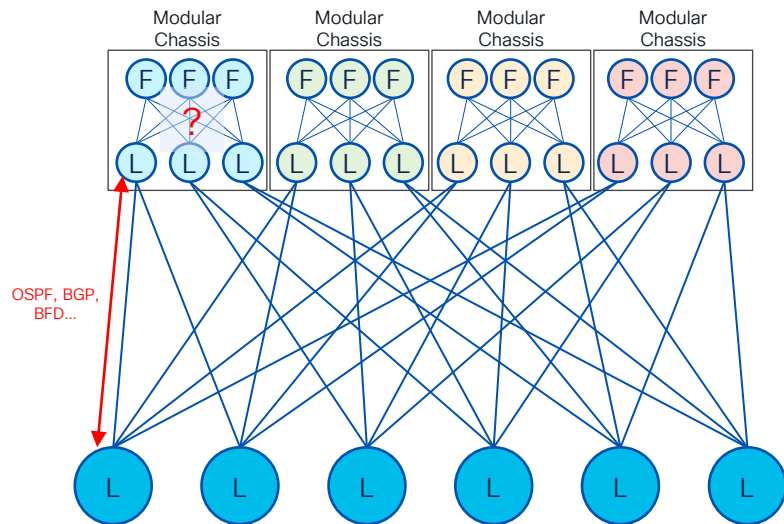 Modular
Chassis
Modular
Chassis
Modular
Chassis
Modular
Chassis
F F F F F F F F F F F F
?
L L L L L L L L L L L L
OSPF, BGP,
BFD...
L L L L L L